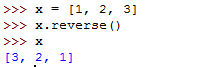 >>> x = [1, 2, 3]
>>> x.reverse()
>>> x
[3, 2, 1]